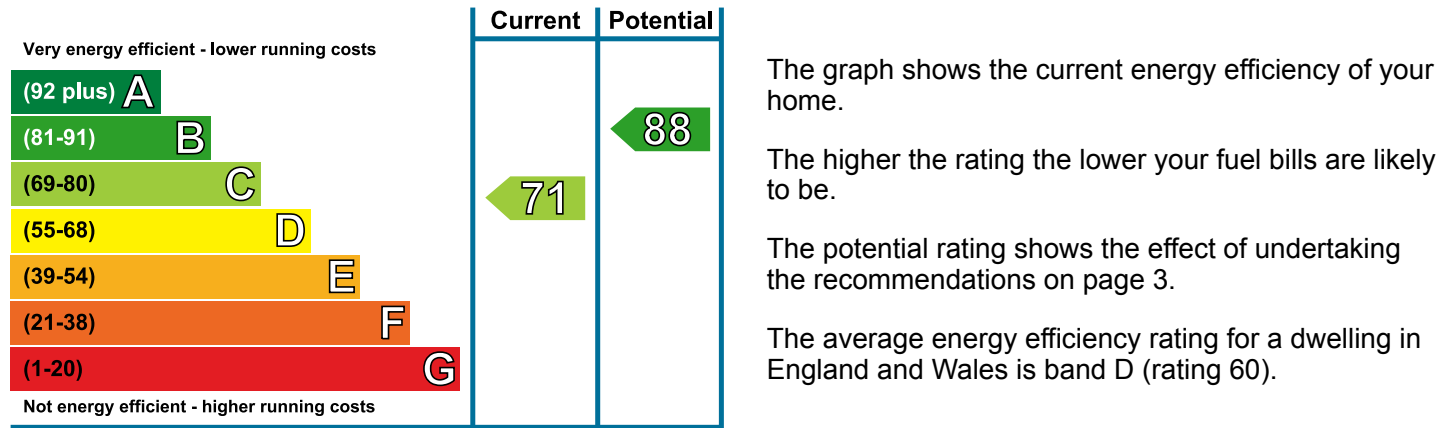 Current Potential
Very energy efficient - lower running costs
(92 plus) A
(81-91) B
(69-80) C
(55-68) D
(39-54) E
(21-38) F
(1-20) G
Not energy efficient - higher running costs
71
88
The graph shows the current energy efficiency of your
home.
The higher the rating the lower your fuel bills are likely
to be.
The potential rating shows the effect of undertaking
the recommendations on page 3.
The average energy efficiency rating for a dwelling in
England and Wales is band D (rating 60).